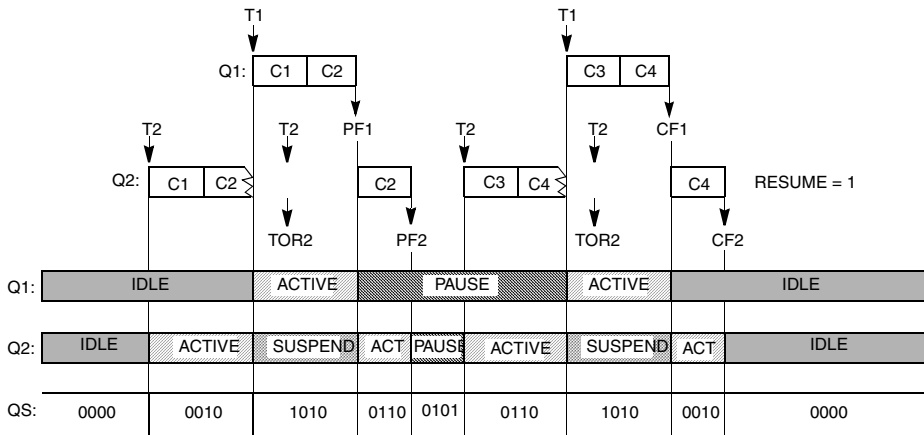 T1 T1
Q1: C1 C2 C3 C4
T2 T2 PF1 T2 T2 CF1
Q2: C1 C2 C2 C3 C4 C4 RESUME = 1
TOR2 PF2 TOR2 CF2
Q1: IDLE ACTIVE PAUSE ACTIVE IDLE
Q2: IDLE ACTIVE SUSPEND ACT PAUSE ACTIVE SUSPEND ACT IDLE
QS: 0000 0010 1010 0110 0101 0110 1010 0010 0000